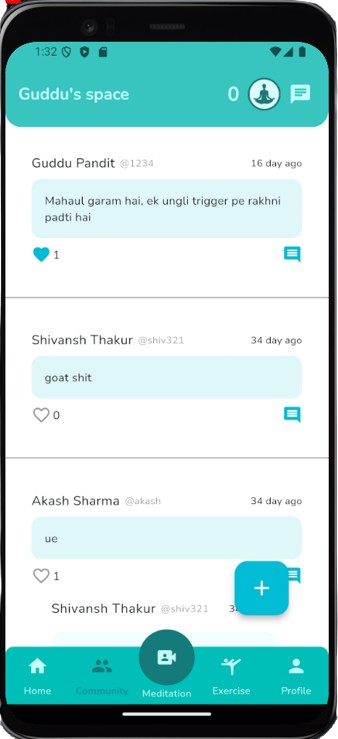 1:32
Guddu's space 0
Guddu Pandit @1234 16 day ago
Mahaul garam hai, ek ungli trigger pe rakhni
padti hai
1
Shivansh Thakur @shiv321 34 day ago
goat shit
0
Akash Sharma @akash 34 day ago
ue
1
Shivansh Thakur @shiv321
Home Community Meditation Exercise Profile